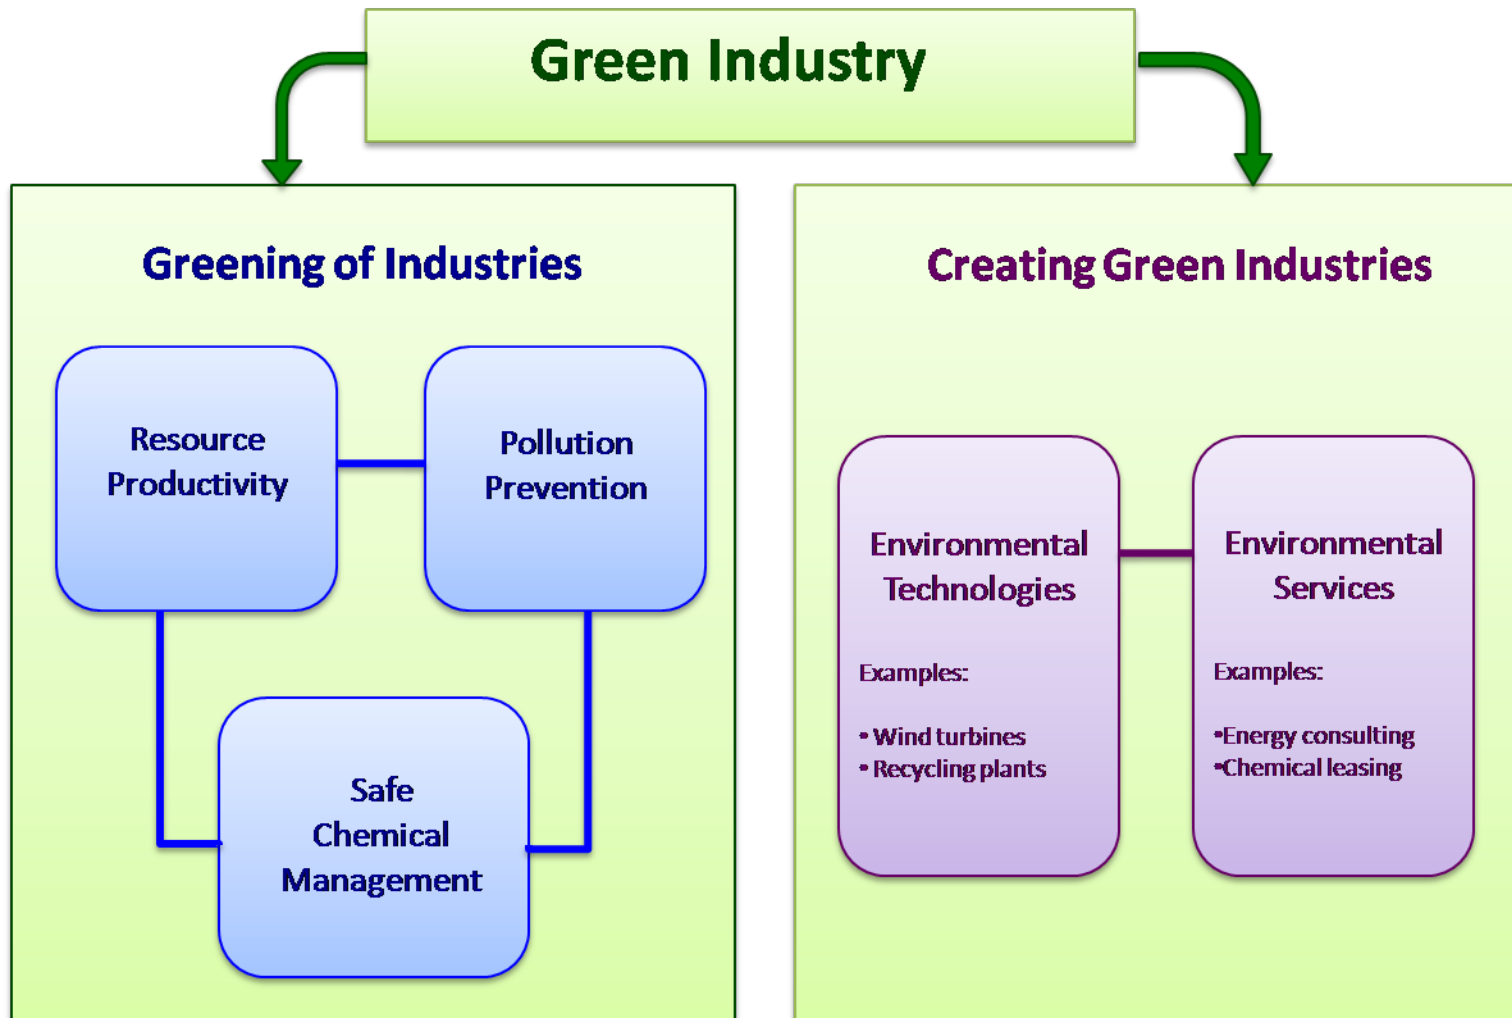 Green Industry
Greening of Industries
Resource
Productivity
Pollution
Prevention
Safe
Chemical
Management
Creating Green Industries
Environmental
Technologies
Examples:
• Wind turbines
• Recycling plants
Environmental
Services
Examples:
•Energy consulting
•Chemical leasing